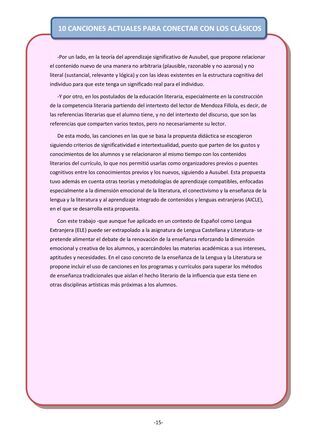 10 CANCIONES ACTUALES PARA CONECTAR CON LOS CLÁSICOS
-Por un lado, en la teoría del aprendizaje significativo de Ausubel, que propone relacionar
el contenido nuevo de una manera no arbitraria (plausible, razonable y no azarosa) y no
literal (sustancial, relevante y lógica) y con las ideas existentes en la estructura cognitiva del
individuo para que este tenga un significado real para el individuo.
-Y por otro, en los postulados de la educación literaria, especialmente en la construcción
de la competencia literaria partiendo del intertexto del lector de Mendoza Fillola, es decir, de
las referencias literarias que el alumno tiene, y no del intertexto del discurso, que son las
referencias que comparten varios textos, pero no necesariamente su lector.
De esta modo, las canciones en las que se basa la propuesta didáctica se escogieron
siguiendo criterios de significatividad e intertextualidad, puesto que parten de los gustos y
conocimientos de los alumnos y se relacionaron al mismo tiempo con los contenidos
literarios del currículo, lo que nos permitió usarlas como organizadores previos o puentes
cognitivos entre los conocimientos previos y los nuevos, siguiendo a Ausubel. Esta propuesta
tuvo además en cuenta otras teorías y metodologías de aprendizaje compatibles, enfocadas
especialmente a la dimensión emocional de la literatura, el conectivismo y la enseñanza de la
lengua y la literatura y al aprendizaje integrado de contenidos y lenguas extranjeras (AICLE),
en el que se desarrolla esta propuesta.
Con este trabajo -que aunque fue aplicado en un contexto de Español como Lengua
Extranjera (ELE) puede ser extrapolado a la asignatura de Lengua Castellana y Literatura- se
pretende alimentar el debate de la renovación de la enseñanza reforzando la dimensión
emocional y creativa de los alumnos, y acercándoles las materias académicas a sus intereses,
aptitudes y necesidades. En el caso concreto de la enseñanza de la Lengua y la Literatura se
propone incluir el uso de canciones en los programas y currículos para superar los métodos
de enseñanza tradicionales que aíslan el hecho literario de la influencia que esta tiene en
otras disciplinas artísticas más próximas a los alumnos.
-15-